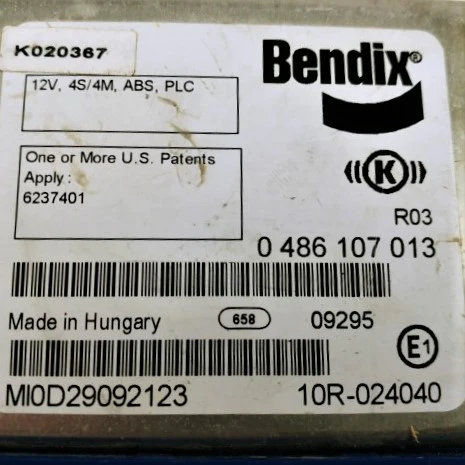 K020367
Bendix®
12V, 4S/4M, ABS, PLC
One or More U.S. Patents
Apply :
6237401
K
R03
0 486 107 013
Made in Hungary 658 09295
E1
MI0D29092123 10R-024040